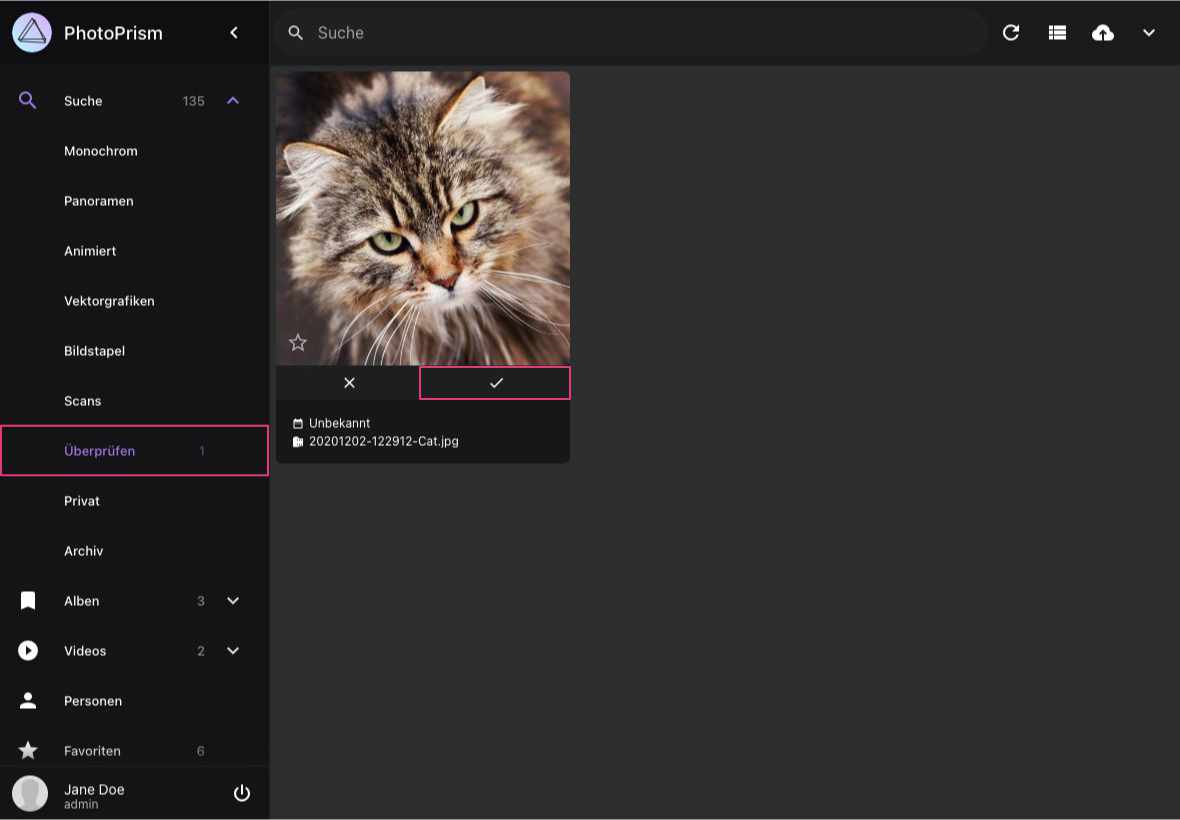 PhotoPrism
Suche
Suche 135
Monochrom
Panoramen
Animiert
Vektorgrafiken
Bildstapel
Scans
Überprüfen 1
Privat
Archiv
Alben 3
Videos 2
Personen
Favoriten 6
Jane Doe
admin
Unbekannt
20201202-122912-Cat.jpg